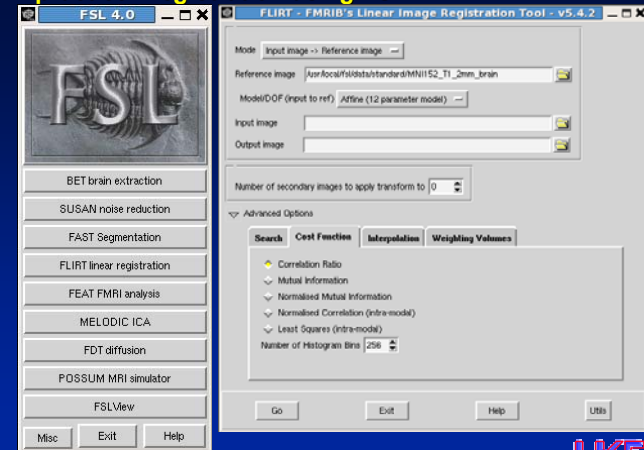 FSL 4.0
FSL
BET brain extraction
SUSAN noise reduction
FAST Segmentation
FLIRT linear registration
FEAT FMRI analysis
MELODIC ICA
FDT diffusion
POSSUM MRI simulator
FSLView
Misc Exit Help
FLIRT - FMRIB's Linear Image Registration Tool - v5.4.2
Mode Input image -> Reference image
Reference image /usr/local/fsl/data/standard/MNI152_T1_2mm_brain
Model/DOF (input to ref) Affine (12 parameter model)
Input image
Output image
Number of secondary images to apply transform to 0
Advanced Options
Search Cost Function Interpolation Weighting Volumes
Correlation Ratio
Mutual Information
Normalised Mutual Information
Normalised Correlation (intra-modal)
Least Squares (intra-modal)
Number of Histogram Bins 256
Go Exit Help Utils